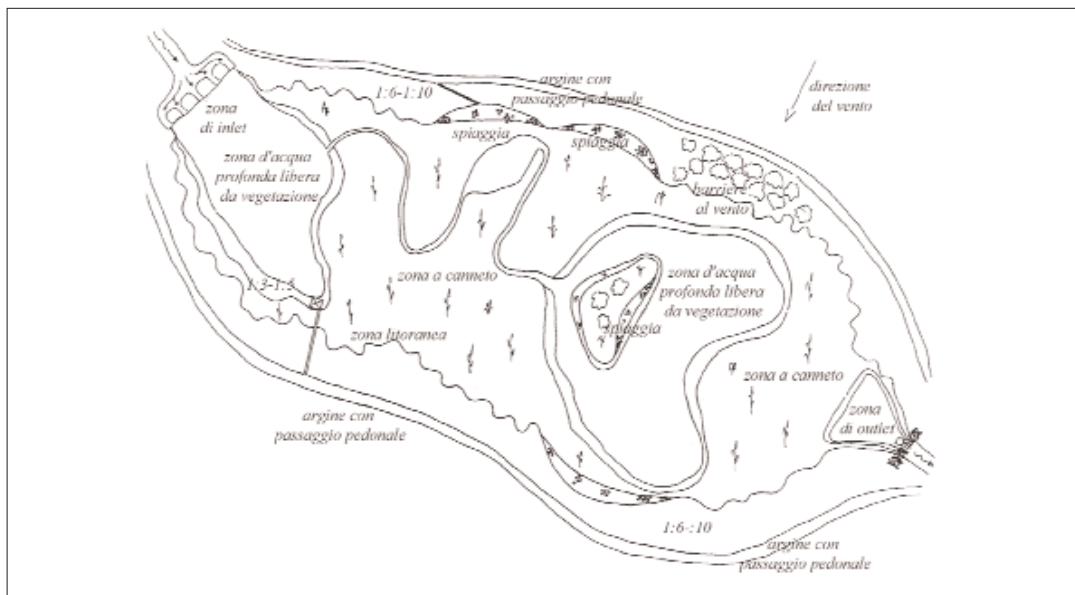 argine con
passaggio pedonale
1:6-1:10
direzione
del vento
zona
di inlet
spiaggia
spiaggia
zona d'acqua
profonda libera
da vegetazione
barriere
al vento
zona a canneto
zona d'acqua
profonda libera
da vegetazione
1:3-1:5
spiaggia
zona litoranea
zona a canneto
zona
di outlet
argine con
passaggio pedonale
1:6-:10
argine con
passaggio pedonale